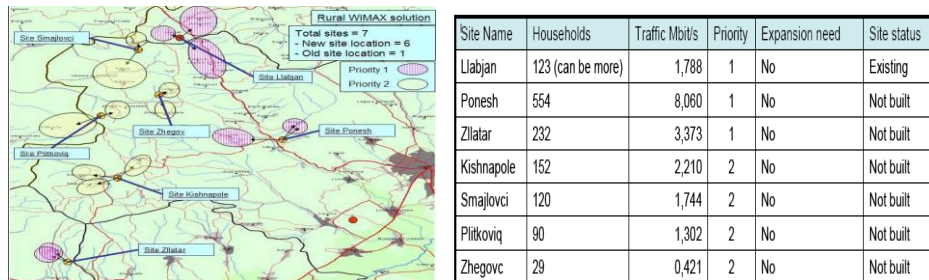 Rural WiMAX solution
Total sites = 7
- New site location = 6
- Old site location = 1
Priority 1
Priority 2
Site Smajlovci
Site Llabjan
Site Zhegov
Site Ponesh
Site Plitkoviq
Site Kishnapole
Site Zllatar
Site Name Households Traffic Mbit/s Priority Expansion need Site status
Llabjan 123 (can be more) 1,788 1 No Existing
Ponesh 554 8,060 1 No Not built
Zllatar 232 3,373 1 No Not built
Kishnapole 152 2,210 2 No Not built
Smajlovci 120 1,744 2 No Not built
Plitkoviq 90 1,302 2 No Not built
Zhegovc 29 0,421 2 No Not built